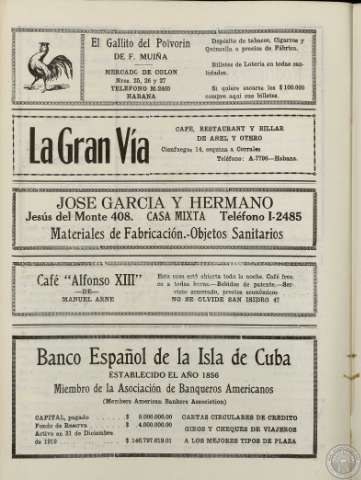 El Gallito del Polvorin
DE F. MUIÑA
MERCADO DE COLON
Nros. 25, 26 y 27
TELEFONO M-2405
HABANA
Depósito de tabacos, Cigarros y
Quincalla a precios de Fábrica.
Billetes de Lotería en todas can-
tidades.
Si quiere sacarse los $100.000
compre aquí sus billetes.
La Gran Vía
CAFE, RESTAURANT Y BILLAR
DE AREL Y OTERO
Cienfuegos 14, esquina a Corrales
Teléfono: A-7796—Habana.
JOSE GARCIA Y HERMANO
Jesús del Monte 408. CASA MIXTA Teléfono I-2485
Materiales de Fabricación.-Objetos Sanitarios
Café "Alfonso XIII"
—DE—
MANUEL ARNE
Esta casa está abierta toda la noche. Café fres-
co a todas horas.—Bebidas de patente.—Ser-
vicio esmerado, precios económicos
NO SE OLVIDE SAN ISIDRO 47
Banco Español de la Isla de Cuba
ESTABLECIDO EL AÑO 1856
Miembro de la Asociación de Banqueros Americanos
(Members American Bankers Association)
CAPITAL, pagado $ 8.000.000.00
Fondo de Reserva $ 4.000.000.00
Activo en 31 de Diciembre
de 1919 $ 146.797.618.01
CARTAS CIRCULARES DE CREDITO
GIROS Y CHEQUES DE VIAJEROS
A LOS MEJORES TIPOS DE PLAZA